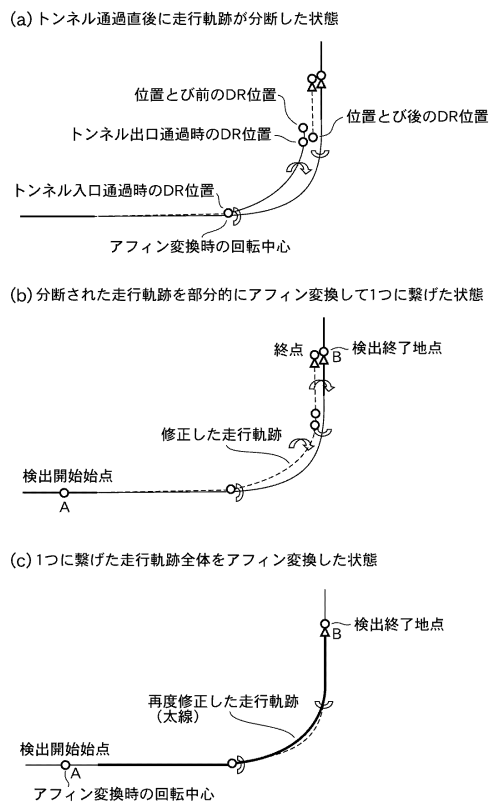 (a)トンネル通過直後に走行軌跡が分断した状態
位置とび前のDR位置
位置とび後のDR位置
トンネル出口通過時のDR位置
トンネル入口通過時のDR位置
アフィン変換時の回転中心
(b)分断された走行軌跡を部分的にアフィン変換して1つに繋げた状態
終点
B
検出終了地点
修正した走行軌跡
検出開始始点
A
(c)1つに繋げた走行軌跡全体をアフィン変換した状態
検出終了地点
B
再度修正した走行軌跡
(太線)
検出開始始点
A
アフィン変換時の回転中心